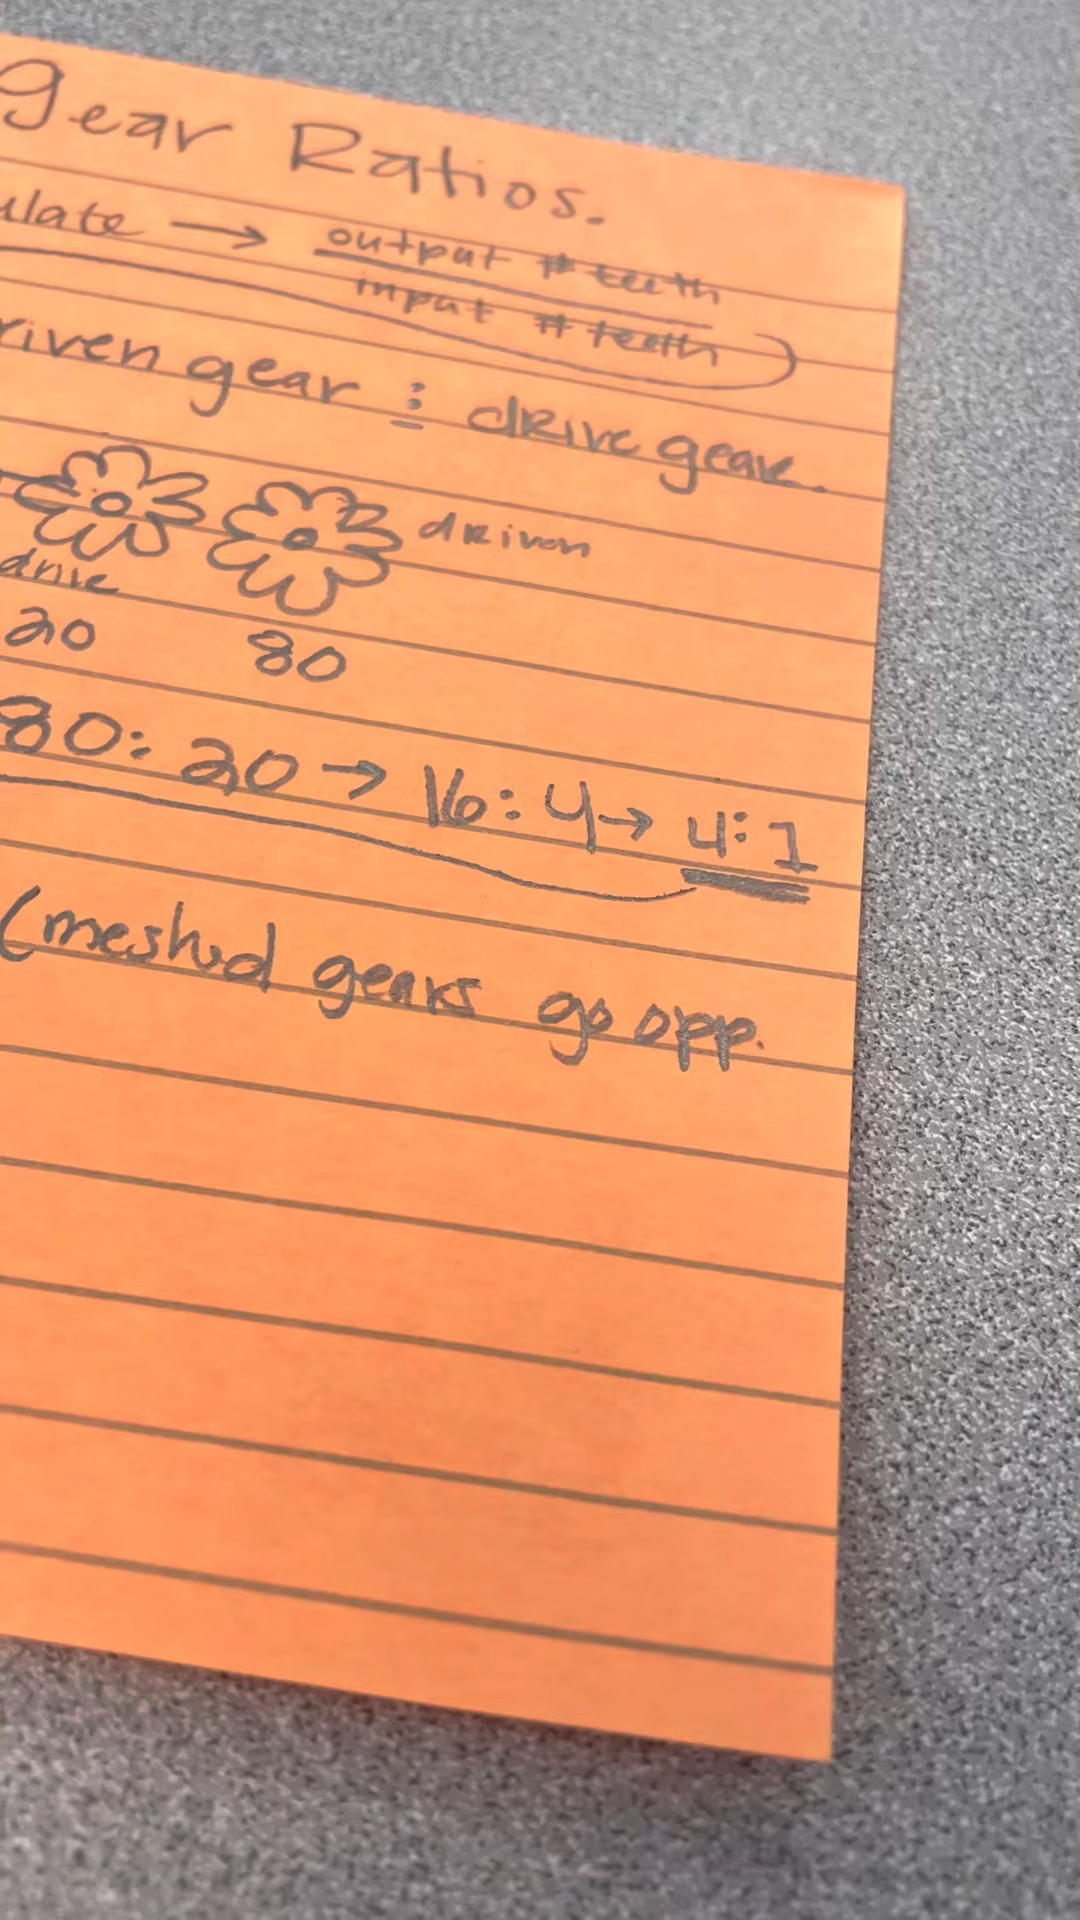 gear Ratios.
ulate → output # teeth
input # teeth
riven gear : drive gear.
driven
drive
20 80
80: 20 → 16:4 → 4:1
(meshed gears go opp.